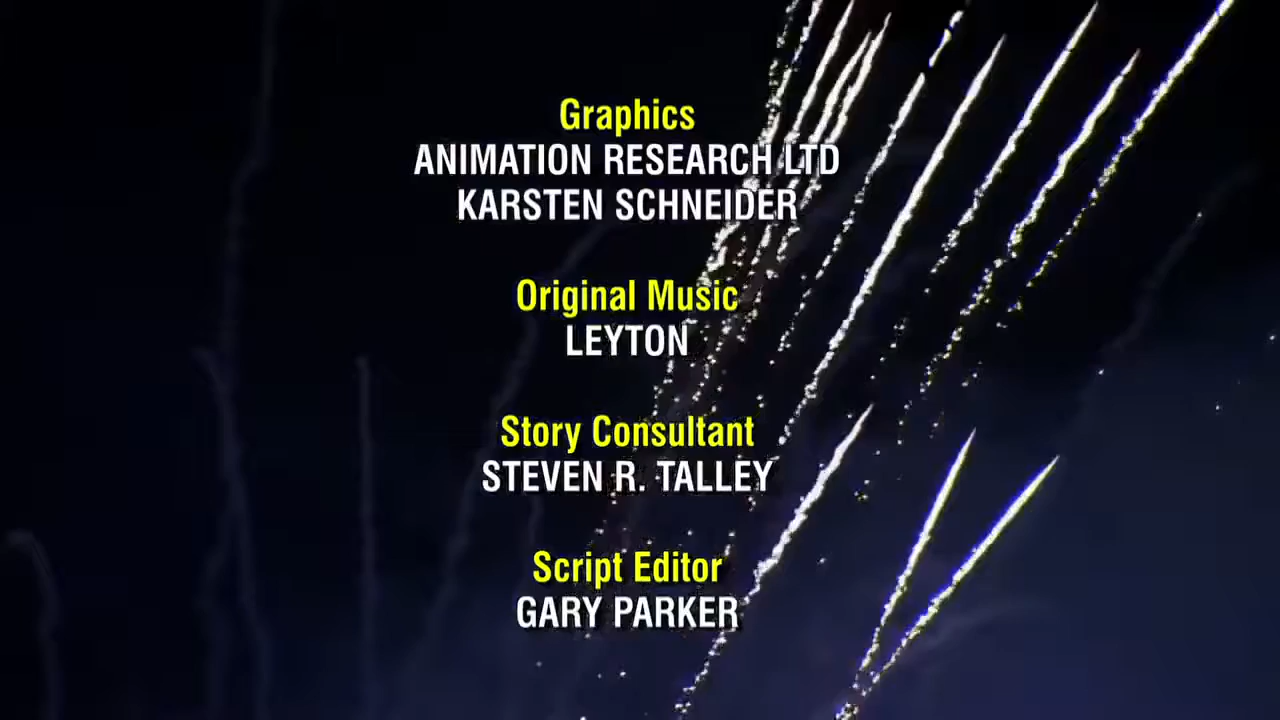 Graphics
ANIMATION RESEARCH LTD
KARSTEN SCHNEIDER
Original Music
LEYTON
Story Consultant
STEVEN R. TALLEY
Script Editor
GARY PARKER